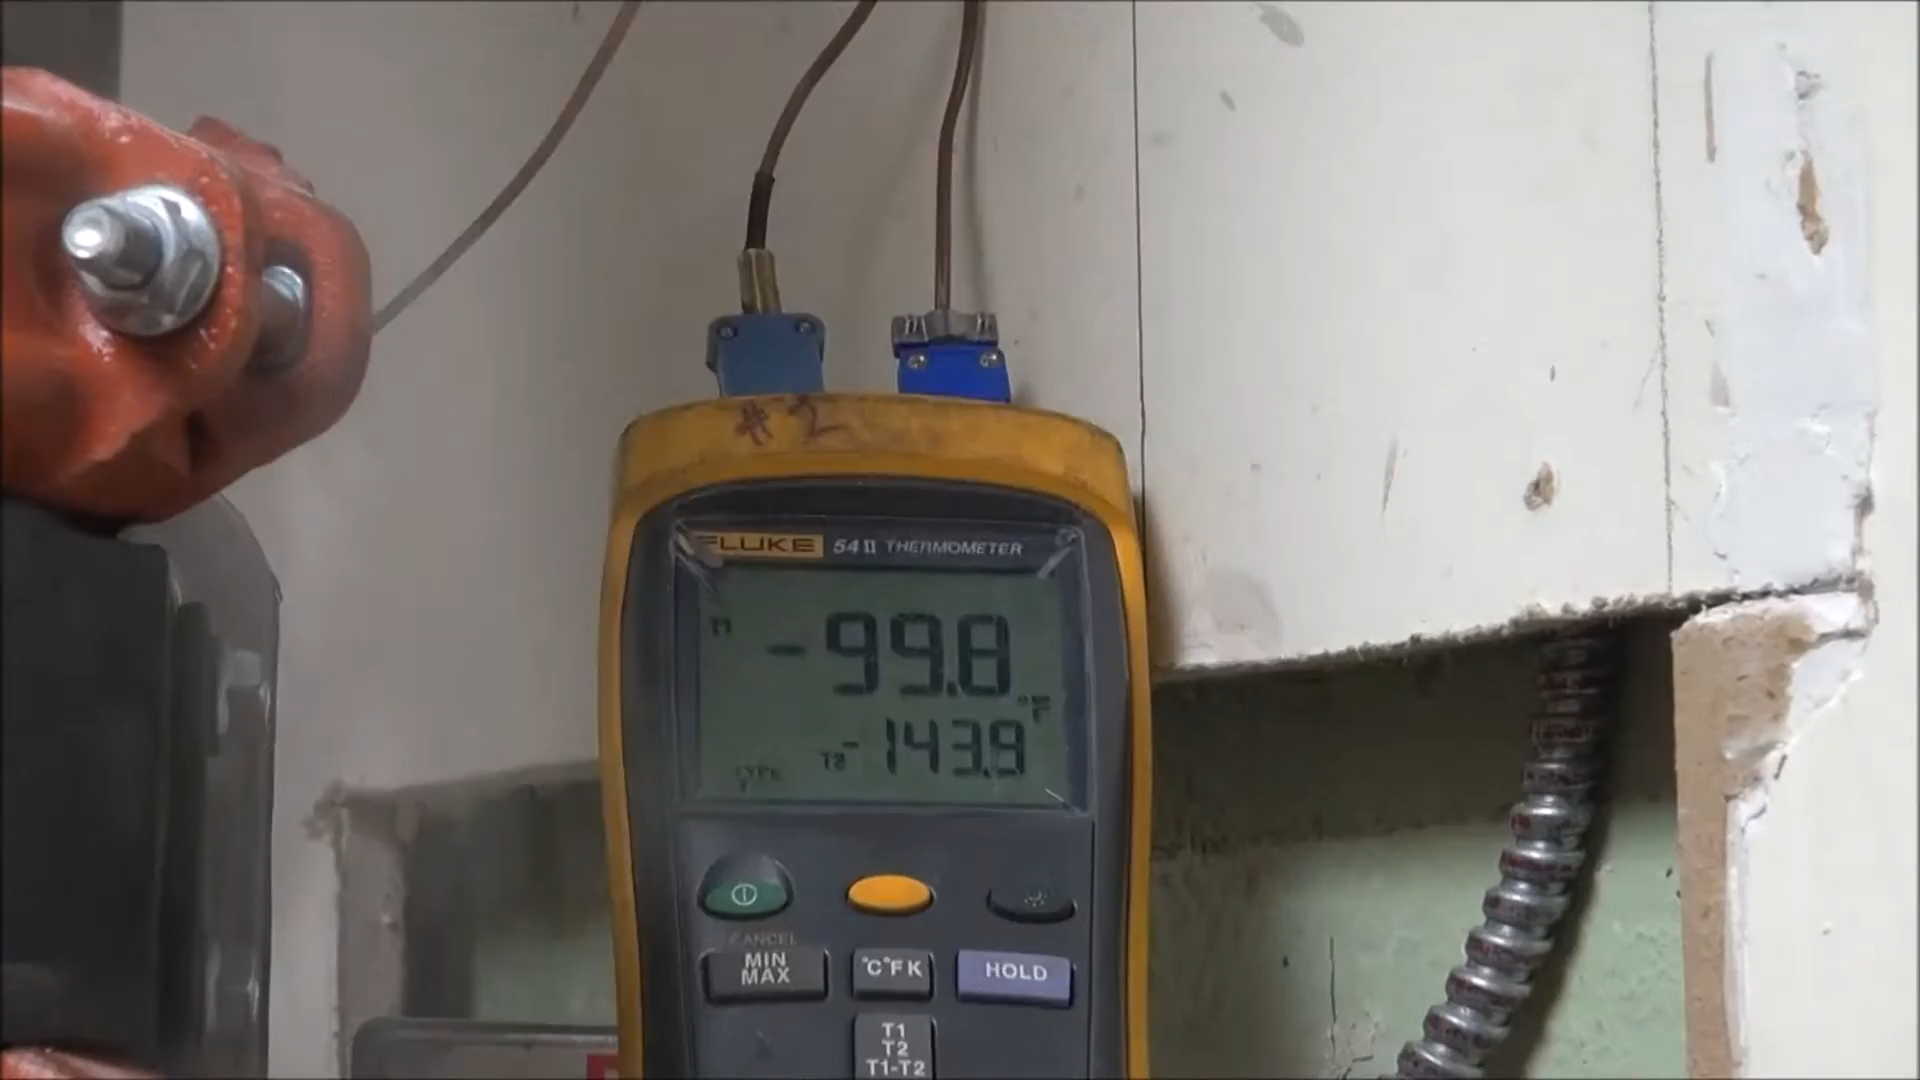 #2
FLUKE 54 II THERMOMETER
T1 -99.8 °F
T2 -143.9
TYPE T
CANCEL
MIN MAX
°C°F K
HOLD
T1
T2
T1-T2